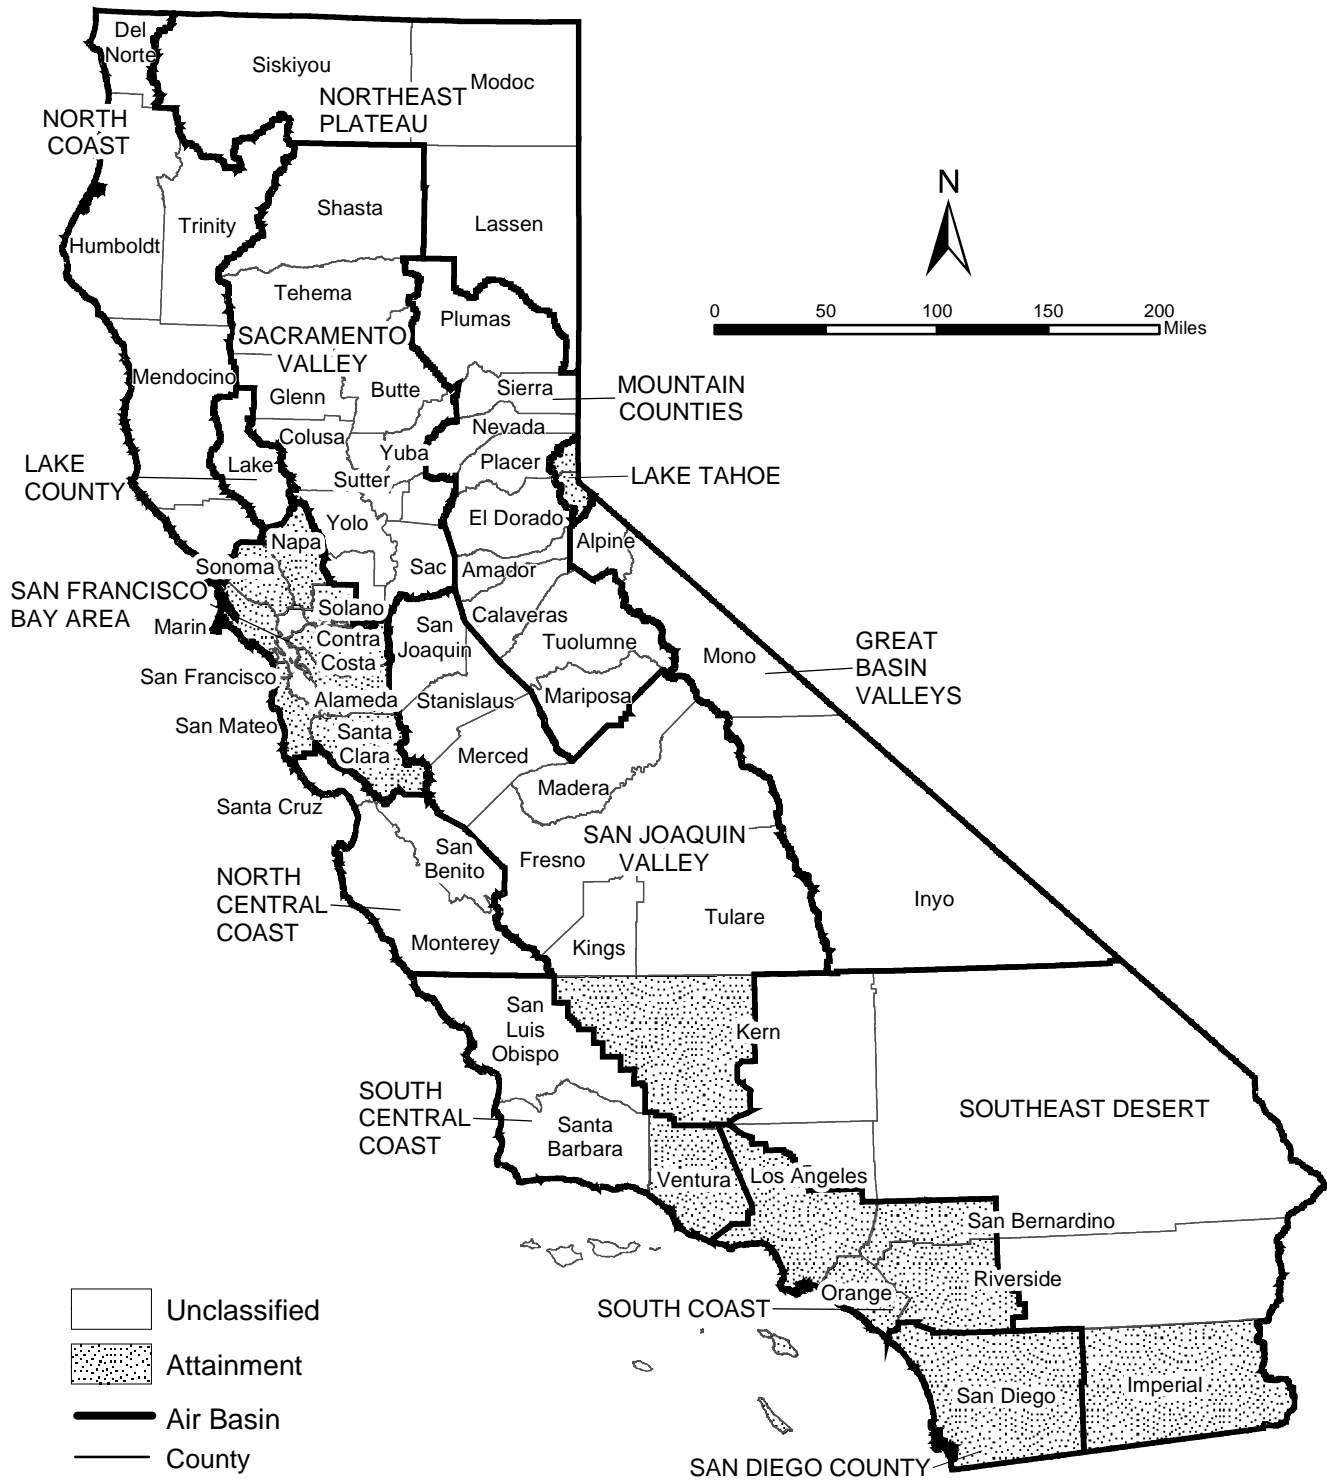 Del
Norte
Siskiyou
Modoc
NORTHEAST
PLATEAU
NORTH
COAST
N
Shasta
Trinity
Lassen
Humboldt
Tehema
0 50 100 150 200
Miles
Plumas
SACRAMENTO
VALLEY
Mendocino
Glenn
Butte
Sierra
MOUNTAIN
COUNTIES
Colusa
Nevada
Yuba
LAKE
COUNTY
Lake
Placer
LAKE TAHOE
Sutter
Yolo
El Dorado
Napa
Alpine
Sonoma
Sac
Amador
SAN FRANCISCO
BAY AREA
Solano
Calaveras
Marin
Contra
Costa
San
Joaquin
Tuolumne
Mono
GREAT
BASIN
VALLEYS
San Francisco
Alameda
Stanislaus
Mariposa
San Mateo
Santa
Clara
Merced
Madera
Santa Cruz
SAN JOAQUIN
VALLEY
San
Benito
Fresno
NORTH
CENTRAL
COAST
Inyo
Tulare
Monterey
Kings
San
Luis
Obispo
Kern
SOUTH
CENTRAL
COAST
SOUTHEAST DESERT
Santa
Barbara
Ventura
Los Angeles
San Bernardino
Riverside
Orange
SOUTH COAST
Unclassified
Attainment
San Diego
Imperial
Air Basin
County
SAN DIEGO COUNTY